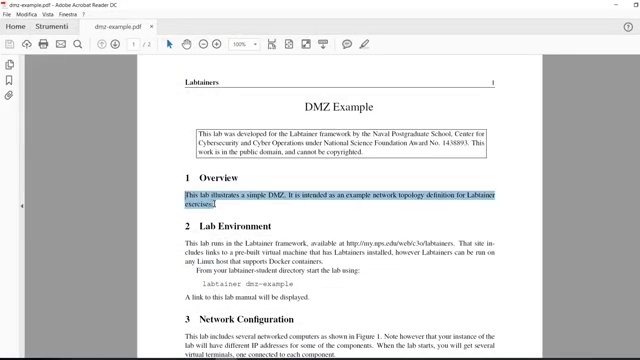 dmz-example.pdf - Adobe Acrobat Reader DC
File Modifica Vista Firma Finestra ?
Home Strumenti dmz-example.pdf ×
1 / 2 100%
Labtainers 1
DMZ Example
This lab was developed for the Labtainer framework by the Naval Postgraduate School, Center for
Cybersecurity and Cyber Operations under National Science Foundation Award No. 1438893. This
work is in the public domain, and cannot be copyrighted.
1 Overview
This lab illustrates a simple DMZ. It is intended as an example network topology definition for Labtainer
exercises.
2 Lab Environment
This lab runs in the Labtainer framework, available at http://my.nps.edu/web/c3o/labtainers. That site in-
cludes links to a pre-built virtual machine that has Labtainers installed, however Labtainers can be run on
any Linux host that supports Docker containers.
From your labtainer-student directory start the lab using:
labtainer dmz-example
A link to this lab manual will be displayed.
3 Network Configuration
This lab includes several networked computers as shown in Figure 1. Note however that your instance of the
lab will have different IP addresses for some of the components. When the lab starts, you will get several
virtual terminals, one connected to each component.